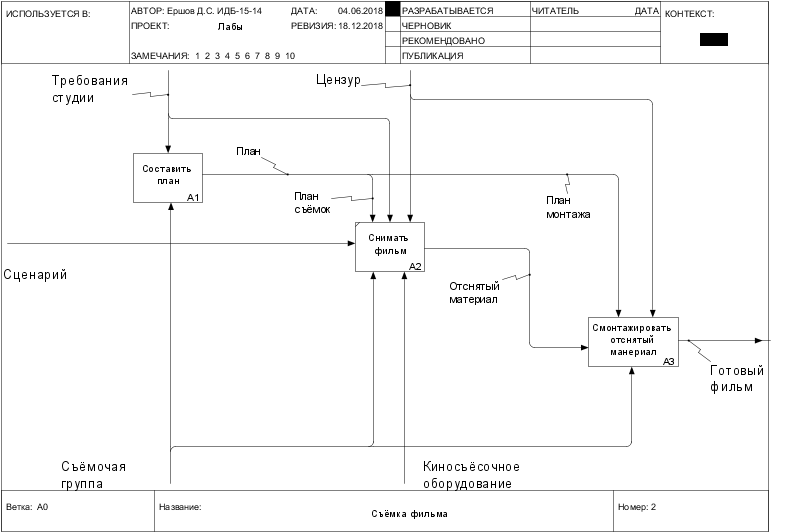 ИСПОЛЬЗУЕТСЯ В:
АВТОР: Ершов Д.С. ИДБ-15-14
ДАТА: 04.06.2018
РАЗРАБАТЫВАЕТСЯ
ЧИТАТЕЛЬ
ДАТА
КОНТЕКСТ:
ПРОЕКТ: Лабы
РЕВИЗИЯ: 18.12.2018
ЧЕРНОВИК
РЕКОМЕНДОВАНО
ЗАМЕЧАНИЯ: 1 2 3 4 5 6 7 8 9 10
ПУБЛИКАЦИЯ
Требования
студии
Цензур
План
Составить
план
A1
План
съёмок
План
монтажа
Снимать
фильм
A2
Сценарий
Отснятый
материал
Смонтажировать
отснятый
манериал
A3
Готовый
фильм
Съёмочая
группа
Киносъёсочное
оборудование
Ветка: A0
Название:
Съёмка фильма
Номер: 2